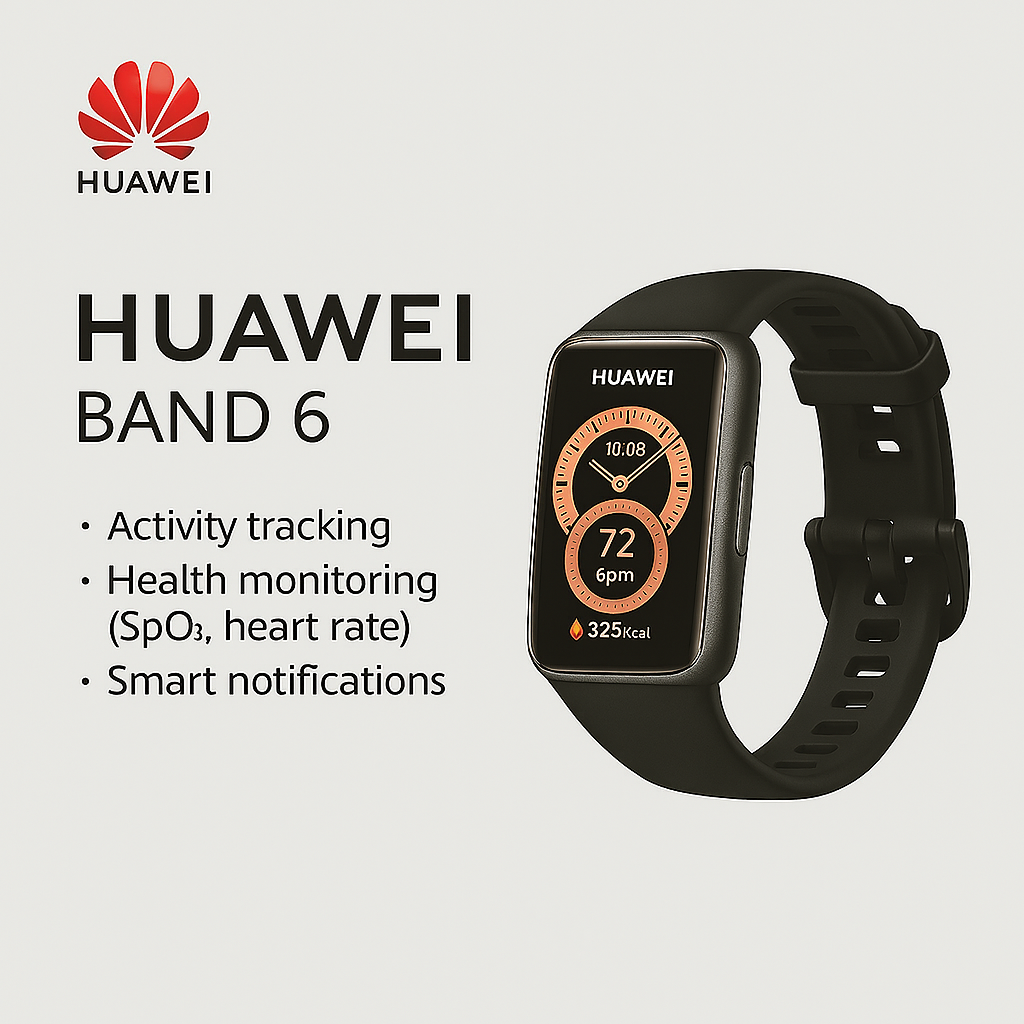 HUAWEI
HUAWEI
BAND 6
• Activity tracking
• Health monitoring
(SpO₃, heart rate)
• Smart notifications
HUAWEI
10:08
72
6pm
325Kcal